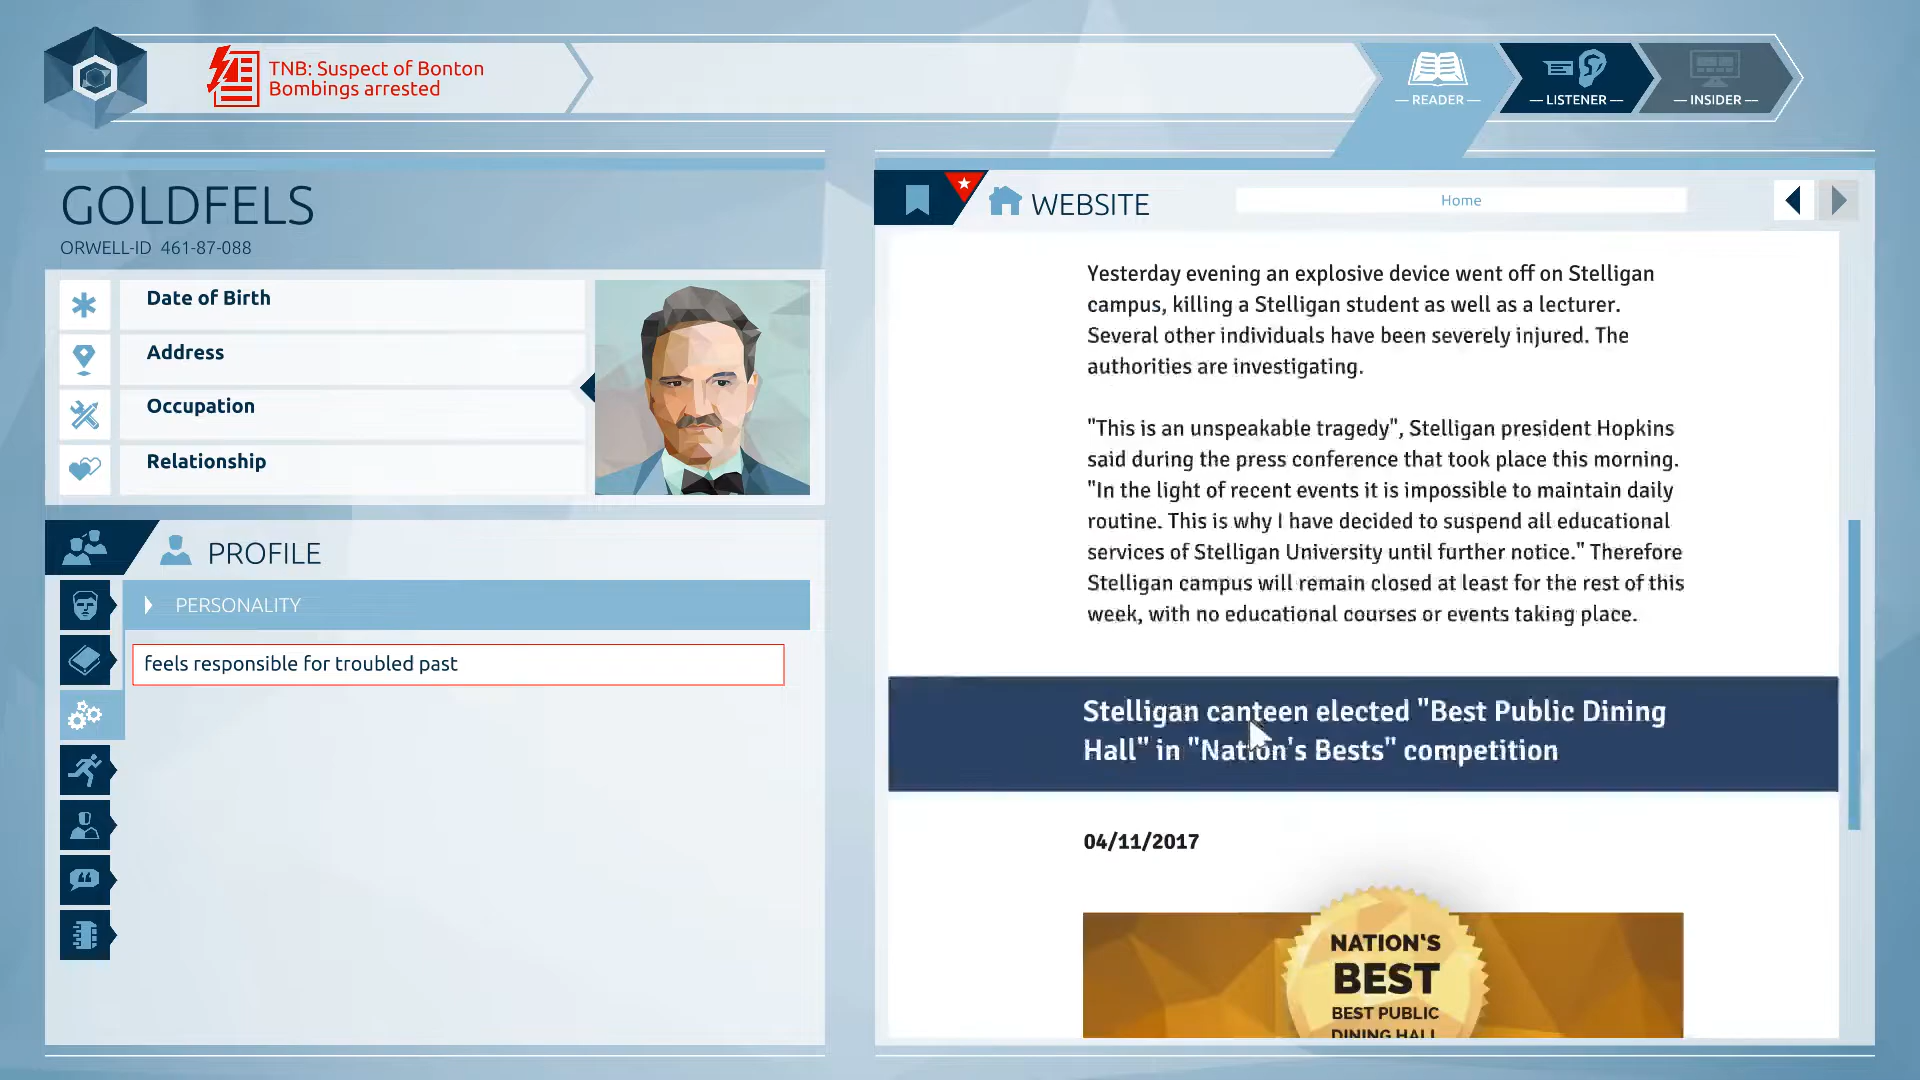 TNB: Suspect of Bonton
Bombings arrested
READER
LISTENER
INSIDER
GOLDFELS
ORWELL-ID 461-87-088
Date of Birth
Address
Occupation
Relationship
PROFILE
PERSONALITY
feels responsible for troubled past
WEBSITE
Home
Yesterday evening an explosive device went off on Stelligan
campus, killing a Stelligan student as well as a lecturer.
Several other individuals have been severely injured. The
authorities are investigating.
"This is an unspeakable tragedy", Stelligan president Hopkins
said during the press conference that took place this morning.
"In the light of recent events it is impossible to maintain daily
routine. This is why I have decided to suspend all educational
services of Stelligan University until further notice." Therefore
Stelligan campus will remain closed at least for the rest of this
week, with no educational courses or events taking place.
Stelligan canteen elected "Best Public Dining
Hall" in "Nation's Bests" competition
04/11/2017
NATION'S
BEST
BEST PUBLIC
DINING HALL